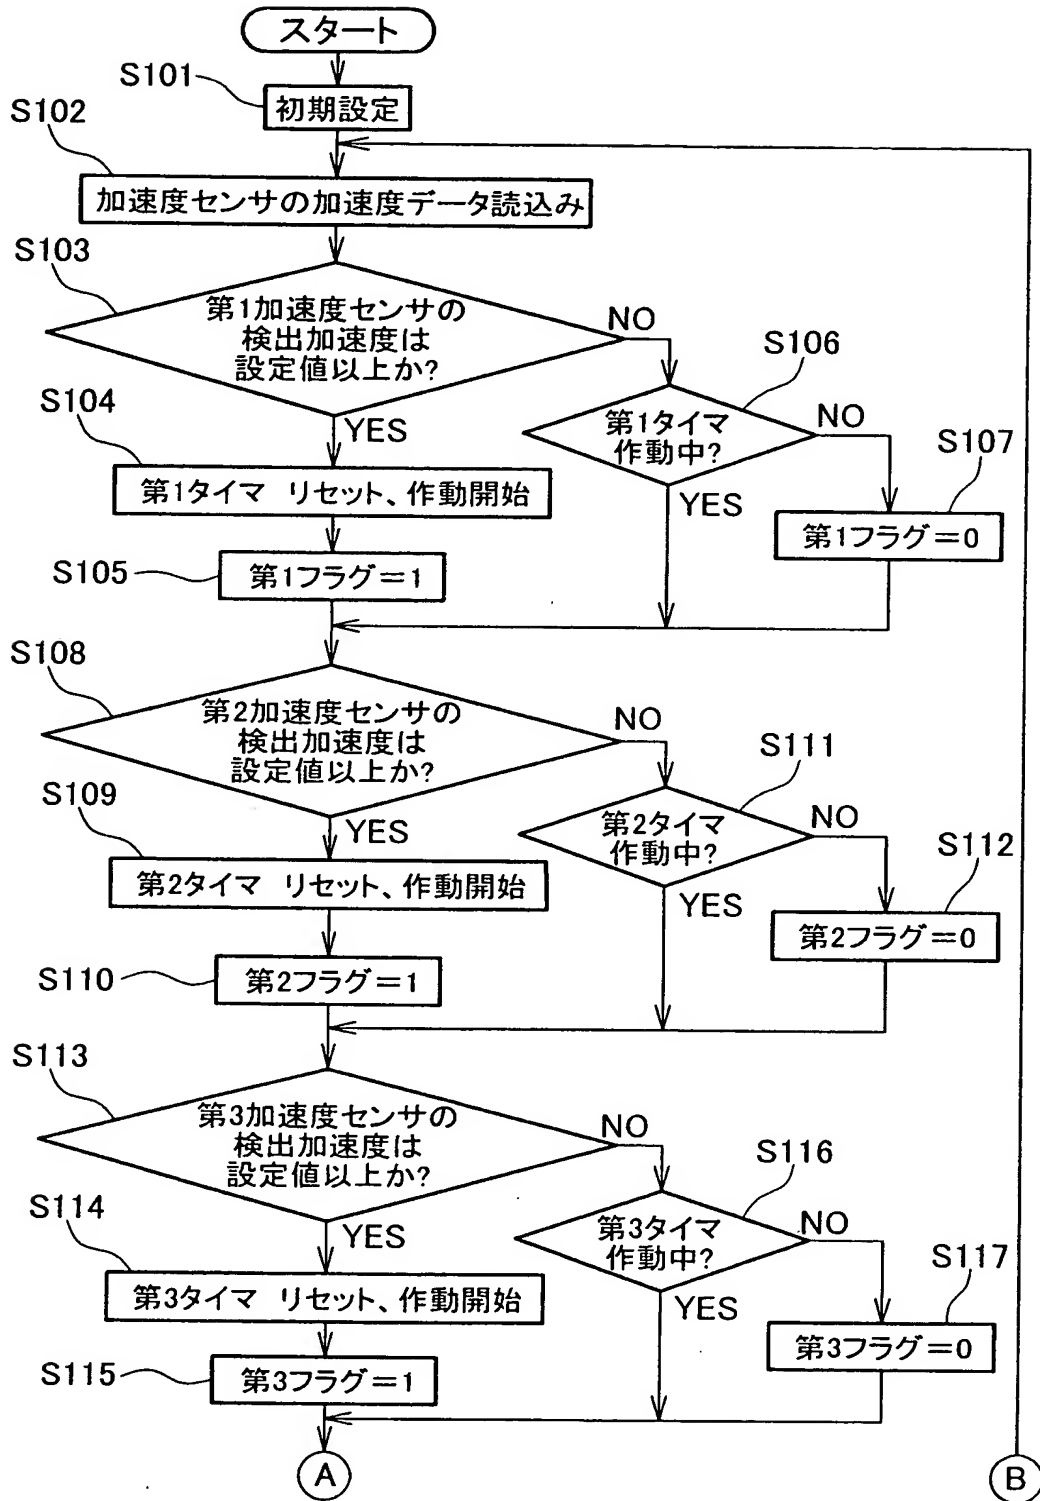 スタート
S101
初期設定
S102
加速度センサの加速度データ読込み
S103
第1加速度センサの
検出加速度は
設定値以上か?
NO
S106
S104
YES
第1タイマ
作動中?
NO
S107
第1タイマ リセット、作動開始
YES
第1フラグ=0
S105
第1フラグ=1
S108
第2加速度センサの
検出加速度は
設定値以上か?
NO
S111
S109
YES
第2タイマ
作動中?
NO
S112
第2タイマ リセット、作動開始
YES
第2フラグ=0
S110
第2フラグ=1
S113
第3加速度センサの
検出加速度は
設定値以上か?
NO
S116
S114
YES
第3タイマ
作動中?
NO
S117
第3タイマ リセット、作動開始
YES
第3フラグ=0
S115
第3フラグ=1
A
B